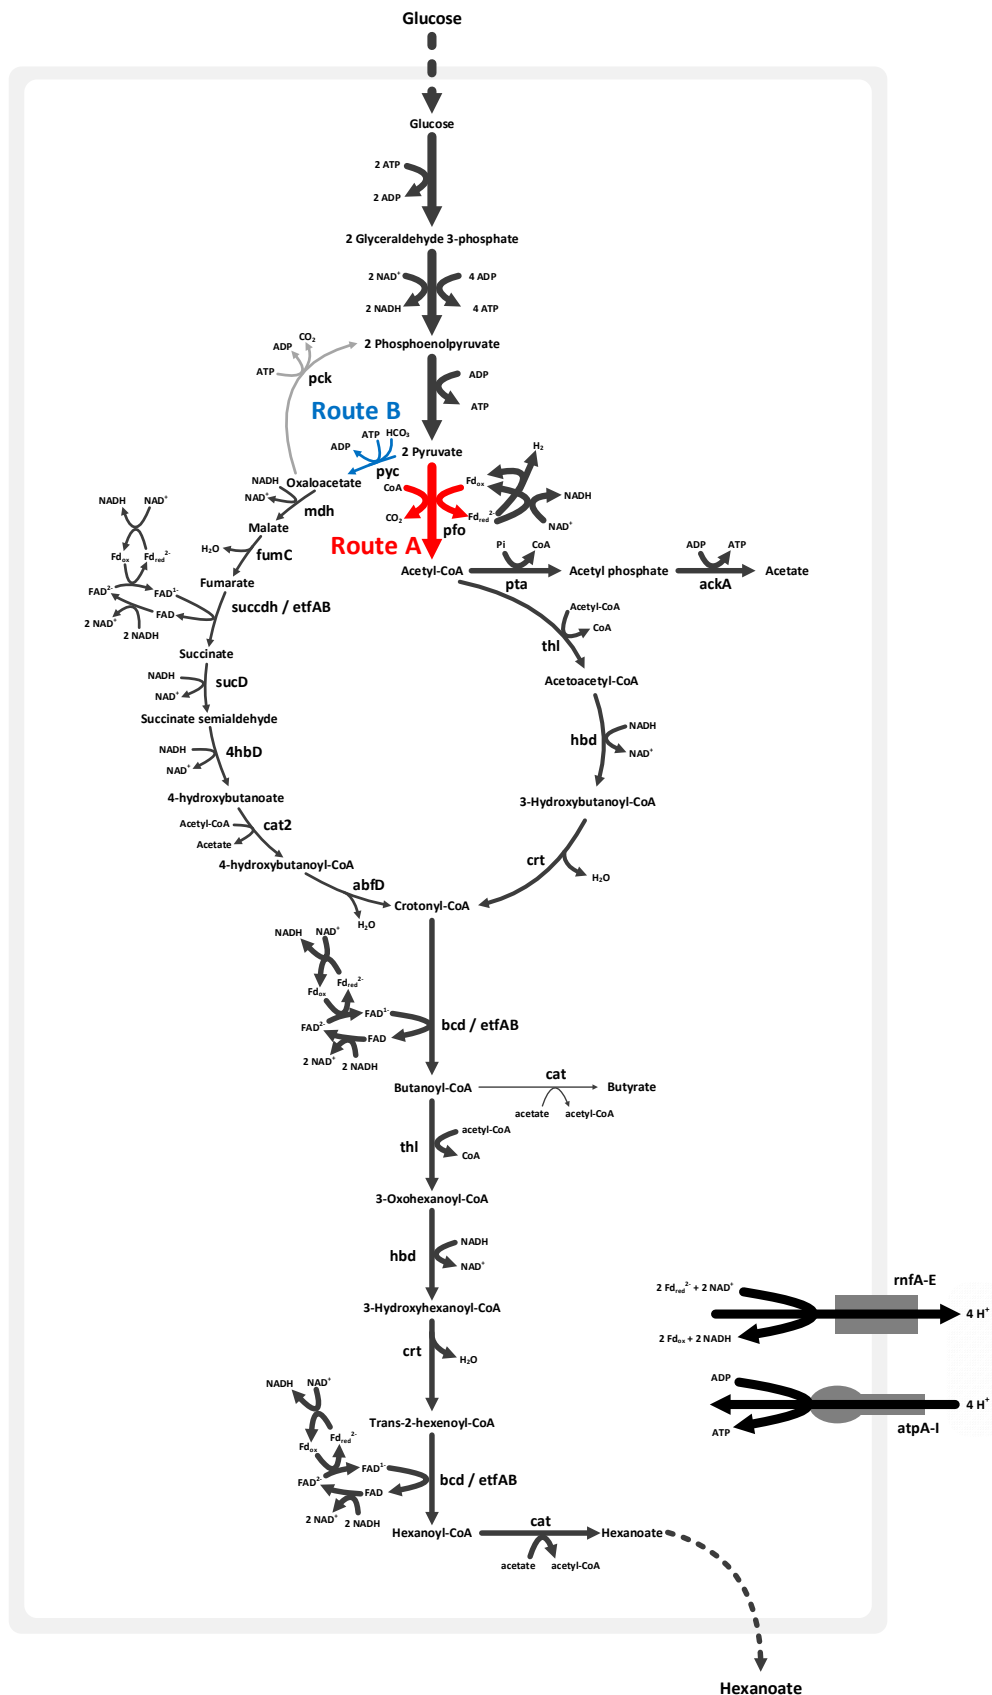 Glucose
Glucose
2 ATP
2 ADP
2 Glyceraldehyde 3-phosphate
2 NAD⁺
4 ADP
2 NADH
4 ATP
2 Phosphoenolpyruvate
CO₂
ADP
ATP
pck
ADP
ATP
Route B
ATP
HCO₃
ADP
pyc
2 Pyruvate
H₂
Oxaloacetate
NADH
NAD⁺
mdh
CoA
CO₂
Fdₒₓ
Fd_red²⁻
pfo
NADH
NAD⁺
Route A
NADH
NAD⁺
Malate
H₂O
fumC
Fdₒₓ
Fd_red²⁻
Fumarate
FAD²⁻
FAD¹⁻
FAD
2 NAD⁺
2 NADH
succdh / etfAB
Acetyl-CoA
Pi
CoA
pta
Acetyl phosphate
ADP
ATP
ackA
Acetate
Acetyl-CoA
CoA
thl
Succinate
NADH
NAD⁺
sucD
Acetoacetyl-CoA
Succinate semialdehyde
NADH
NAD⁺
hbd
NADH
NAD⁺
4hbD
4-hydroxybutanoate
3-Hydroxybutanoyl-CoA
Acetyl-CoA
Acetate
cat2
4-hydroxybutanoyl-CoA
crt
H₂O
abfD
H₂O
Crotonyl-CoA
NADH
NAD⁺
Fdₒₓ
Fd_red²⁻
FAD²⁻
FAD¹⁻
FAD
2 NAD⁺
2 NADH
bcd / etfAB
Butanoyl-CoA
cat
Butyrate
acetate
acetyl-CoA
thl
acetyl-CoA
CoA
3-Oxohexanoyl-CoA
hbd
NADH
NAD⁺
3-Hydroxyhexanoyl-CoA
crt
H₂O
rnfA-E
2 Fd_red²⁻ + 2 NAD⁺
4 H⁺
2 Fdₒₓ + 2 NADH
ADP
4 H⁺
ATP
atpA-I
NADH
NAD⁺
Trans-2-hexenoyl-CoA
Fdₒₓ
Fd_red²⁻
FAD²⁻
FAD¹⁻
FAD
2 NAD⁺
2 NADH
bcd / etfAB
Hexanoyl-CoA
cat
Hexanoate
acetate
acetyl-CoA
Hexanoate